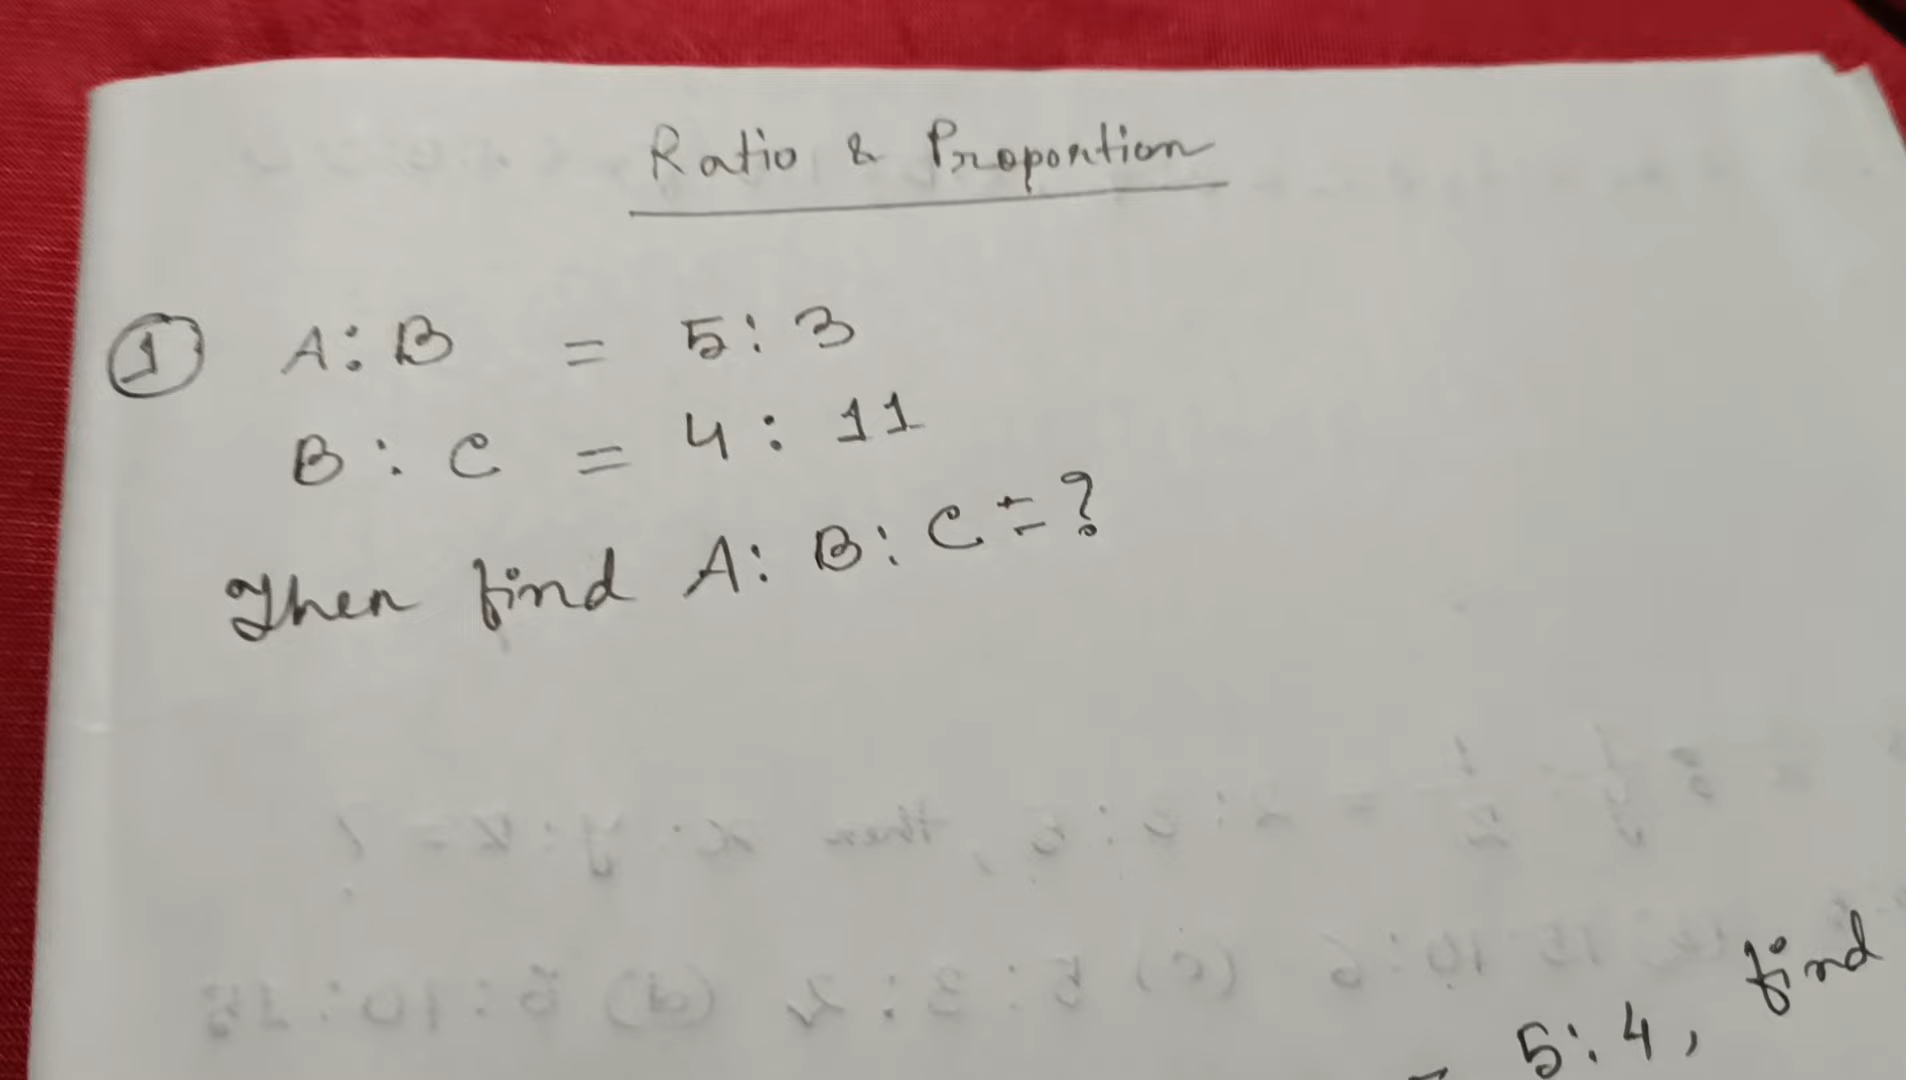 Ratio & Proportion
① A:B = 5:3
B:C = 4:11
Then find A:B:C=?
5:4, find